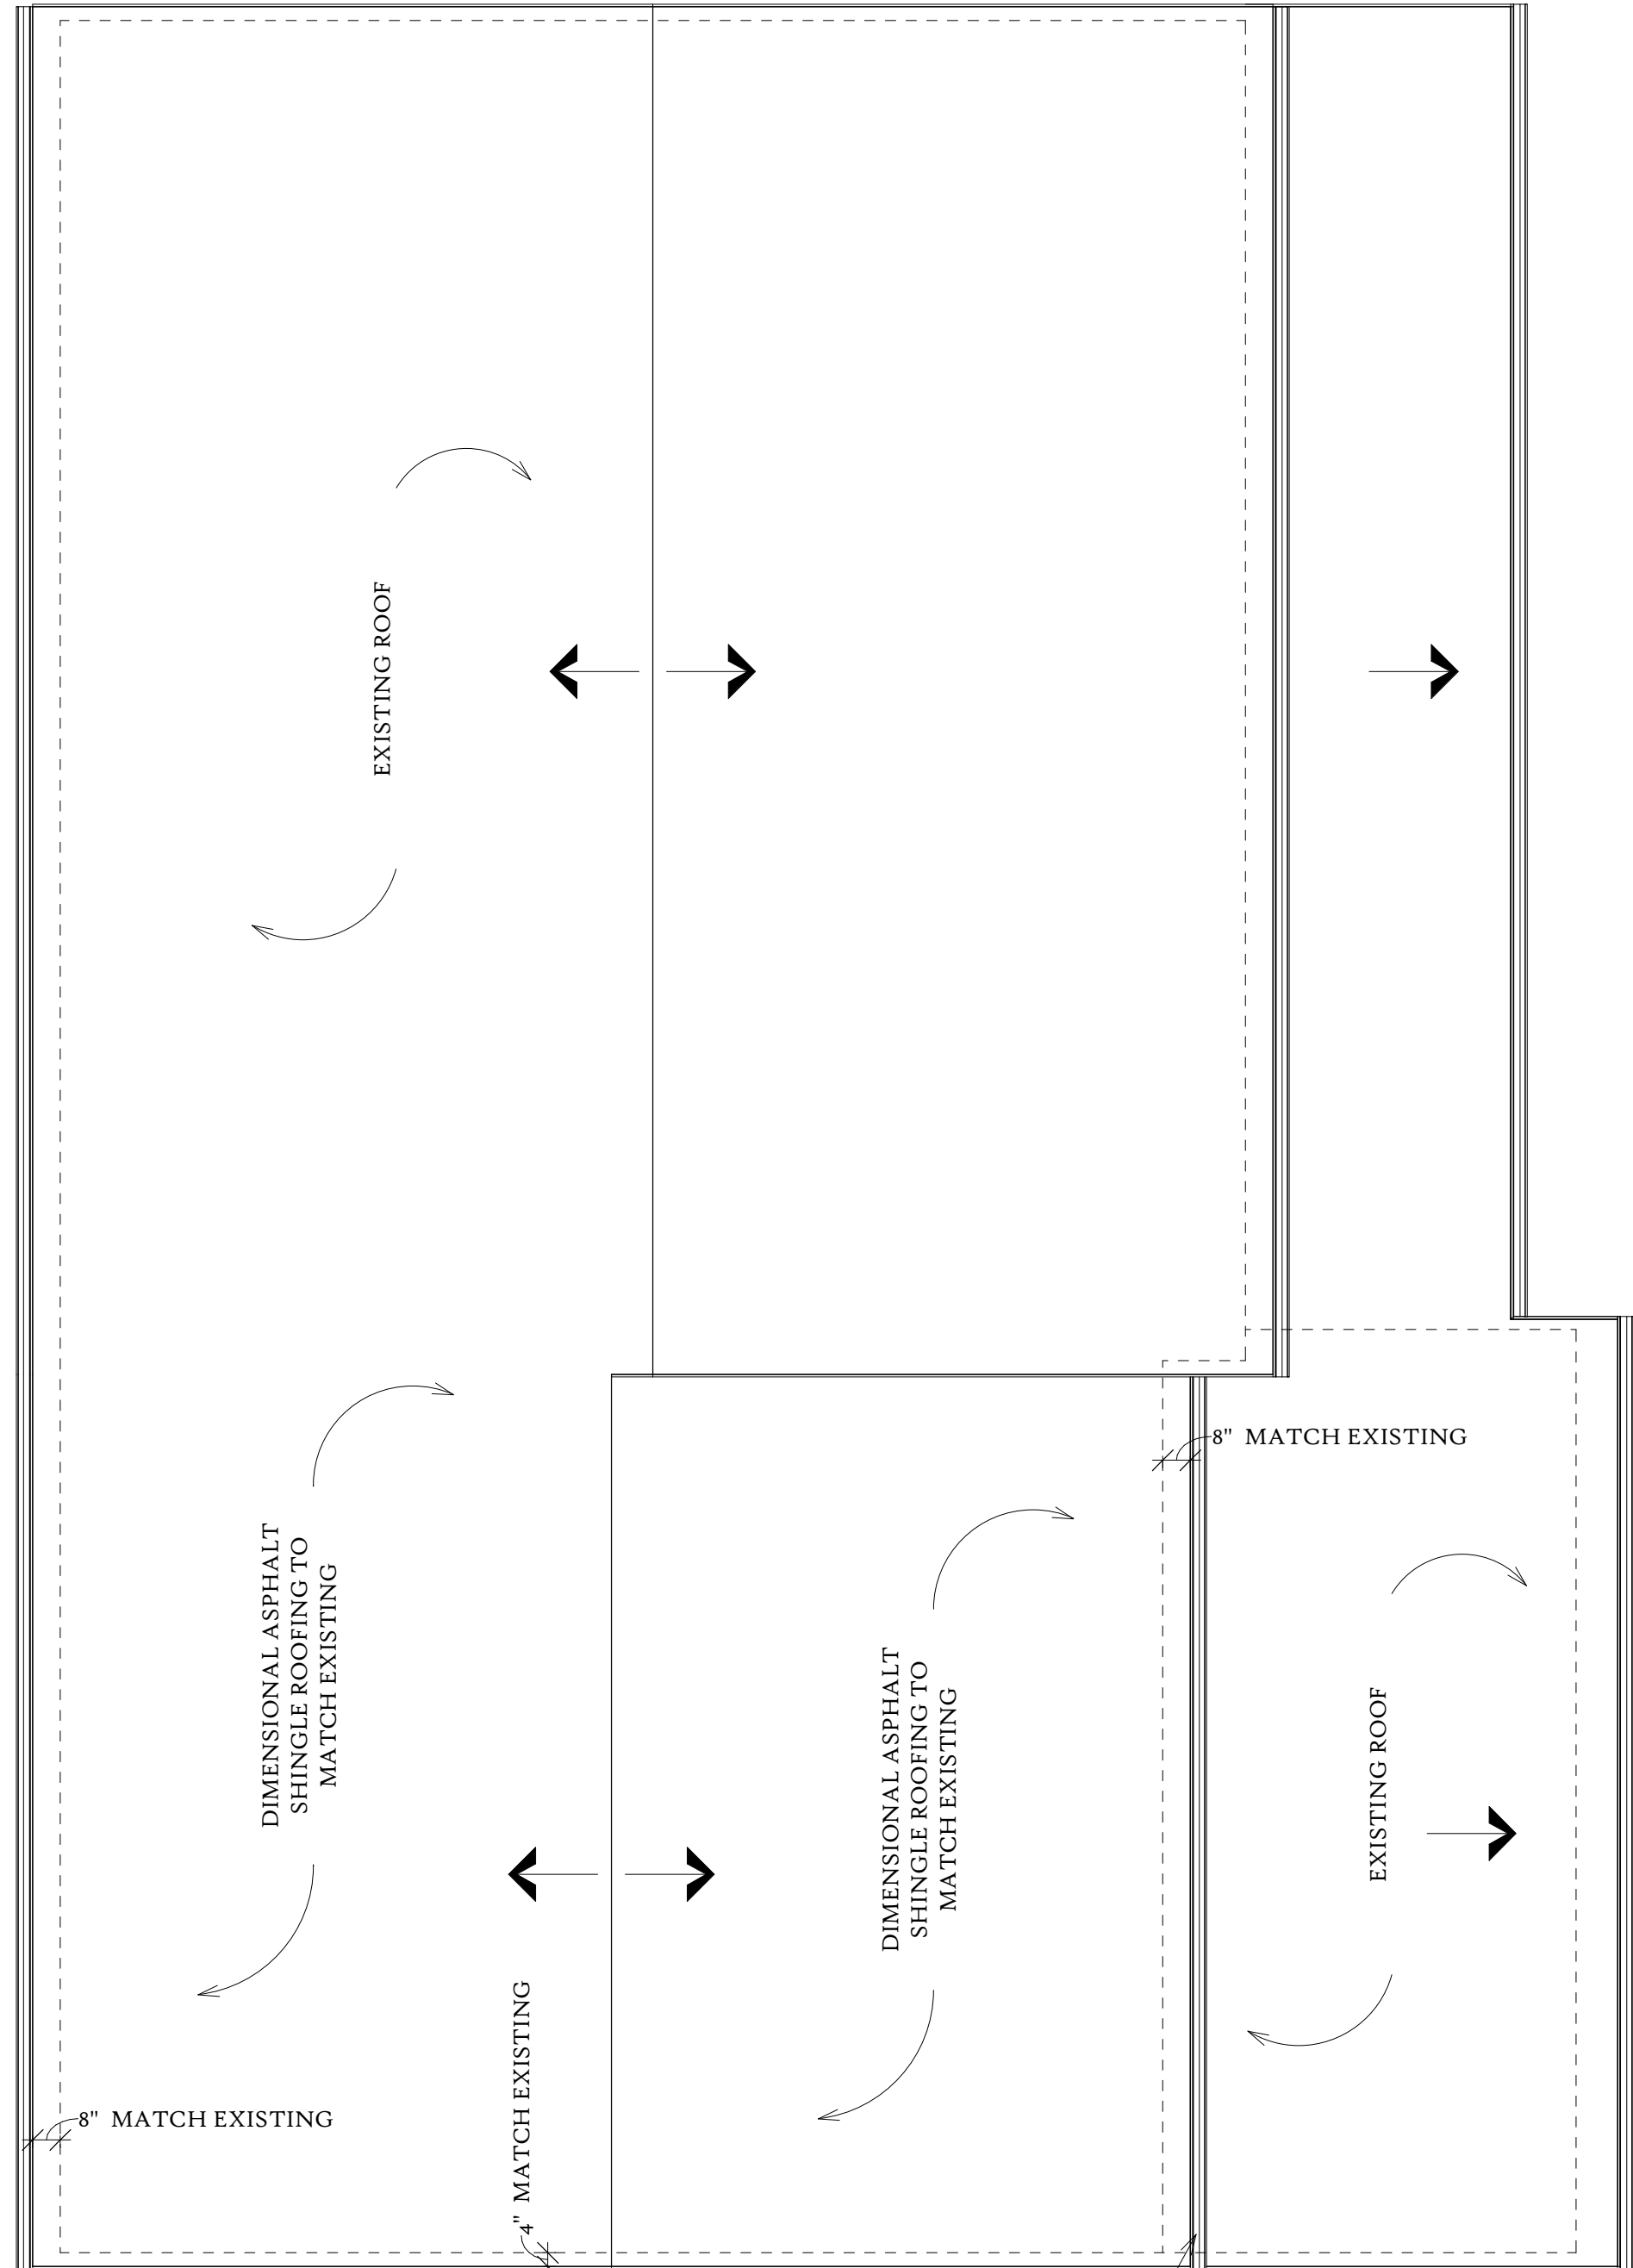 EXISTING ROOF
8" MATCH EXISTING
DIMENSIONAL ASPHALT
SHINGLE ROOFING TO
MATCH EXISTING
DIMENSIONAL ASPHALT
SHINGLE ROOFING TO
MATCH EXISTING
EXISTING ROOF
4" MATCH EXISTING
8" MATCH EXISTING